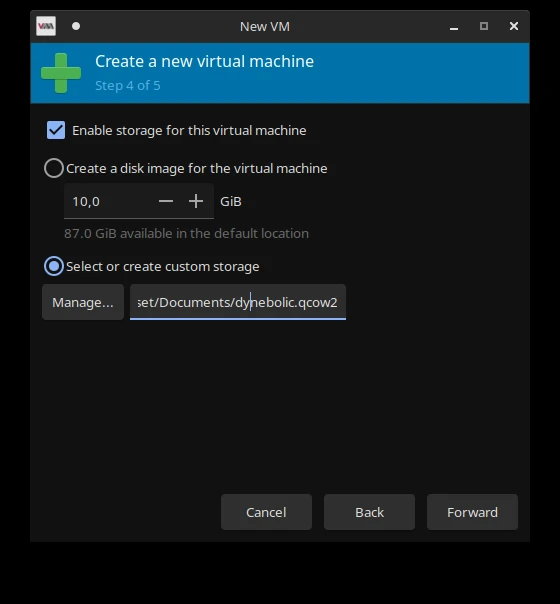 New VM
Create a new virtual machine
Step 4 of 5
Enable storage for this virtual machine
Create a disk image for the virtual machine
10,0 GiB
87.0 GiB available in the default location
Select or create custom storage
Manage... set/Documents/dynebolic.qcow2
Cancel Back Forward